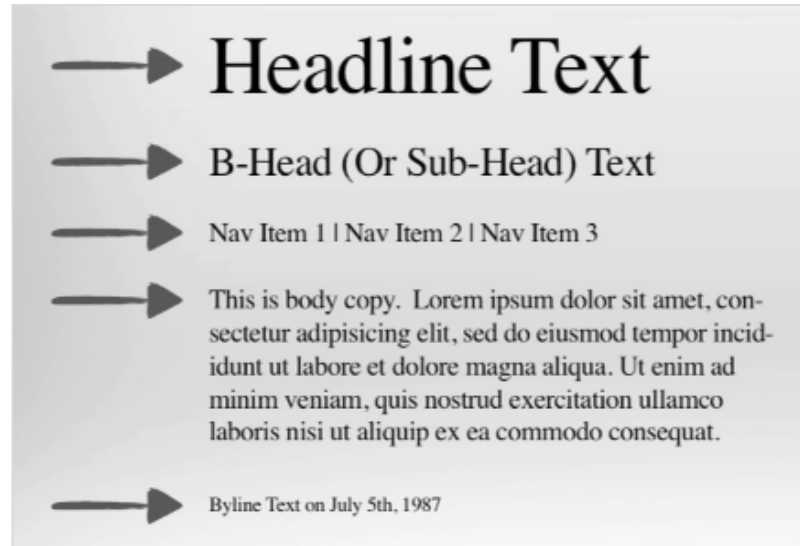 Headline Text
B-Head (Or Sub-Head) Text
Nav Item 1 | Nav Item 2 | Nav Item 3
This is body copy.  Lorem ipsum dolor sit amet, con-
sectetur adipisicing elit, sed do eiusmod tempor incid-
idunt ut labore et dolore magna aliqua. Ut enim ad
minim veniam, quis nostrud exercitation ullamco
laboris nisi ut aliquip ex ea commodo consequat.
Byline Text on July 5th, 1987